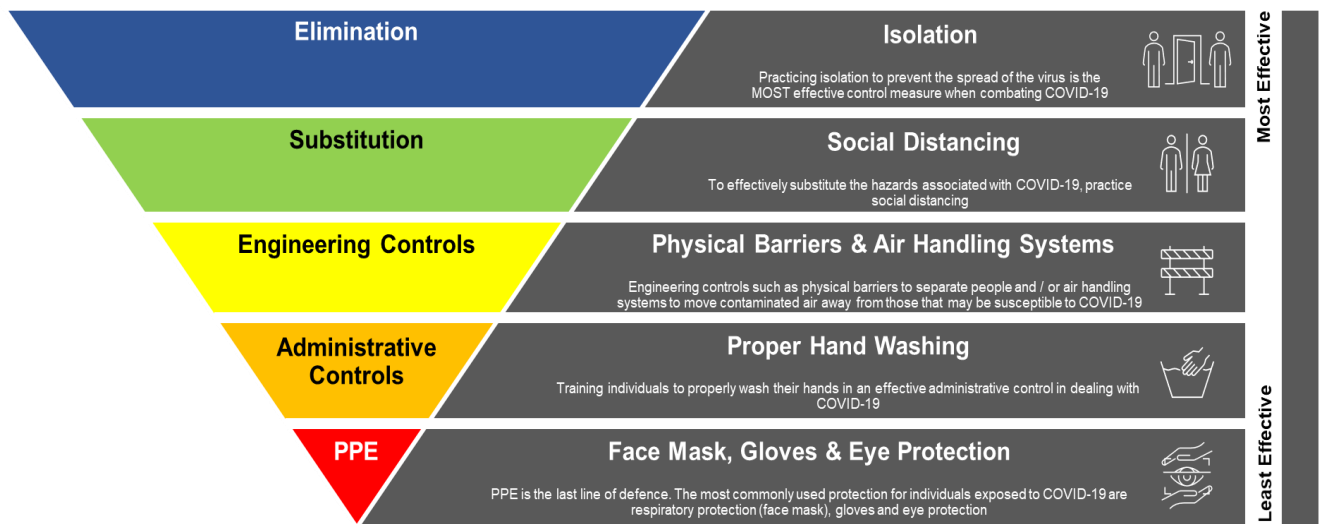 Elimination
Isolation
Practicing isolation to prevent the spread of the virus is the
MOST effective control measure when combating COVID-19
Most Effective
Substitution
Social Distancing
To effectively substitute the hazards associated with COVID-19, practice
social distancing
Engineering Controls
Physical Barriers & Air Handling Systems
Engineering controls such as physical barriers to separate people and / or air handling
systems to move contaminated air away from those that may be susceptible to COVID-19
Administrative
Controls
Proper Hand Washing
Training individuals to properly wash their hands in an effective administrative control in dealing with
COVID-19
PPE
Face Mask, Gloves & Eye Protection
PPE is the last line of defence. The most commonly used protection for individuals exposed to COVID-19 are
respiratory protection (face mask), gloves and eye protection
Least Effective